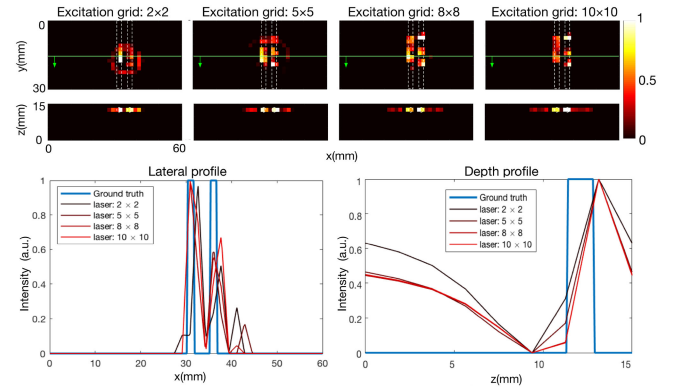 Excitation grid: 2×2 Excitation grid: 5×5 Excitation grid: 8×8 Excitation grid: 10×10
0 1
y(mm) 0.5
30
15
z(mm)
0 0
0 60
x(mm)
Lateral profile Depth profile
1 1
Ground truth Ground truth
laser: 2 × 2 laser: 2 × 2
0.8 0.8
laser: 5 × 5 laser: 5 × 5
laser: 8 × 8 laser: 8 × 8
laser: 10 × 10 laser: 10 × 10
0.6 0.6
Intensity (a.u.) Intensity (a.u.)
0.4 0.4
0.2 0.2
0 0
0 10 20 30 40 50 60 0 5 10 15
x(mm) z(mm)